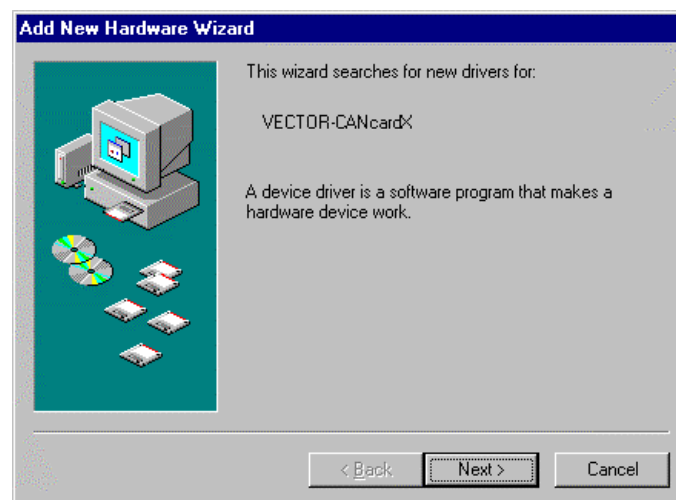 Add New Hardware Wizard
This wizard searches for new drivers for:
VECTOR-CANcardX
A device driver is a software program that makes a
hardware device work.
< Back
Next >
Cancel